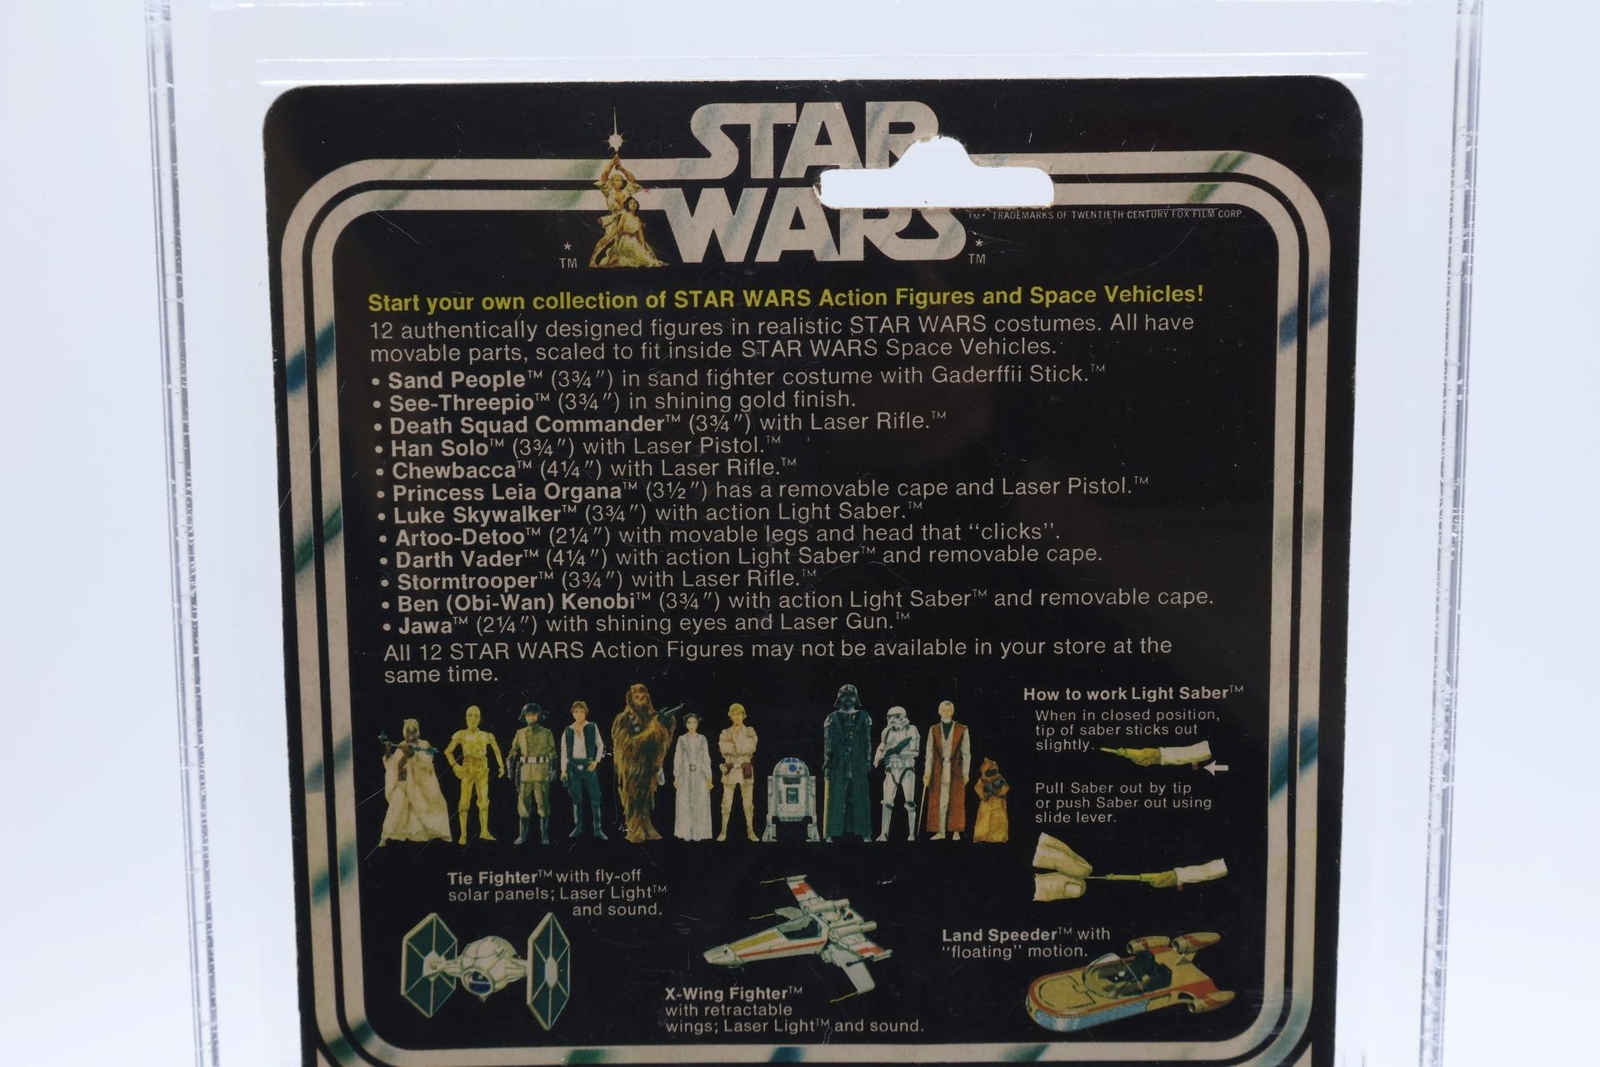 STAR
WARS
™* TRADEMARKS OF TWENTIETH CENTURY FOX FILM CORP.
*
TM
*
TM
Start your own collection of STAR WARS Action Figures and Space Vehicles!
12 authentically designed figures in realistic STAR WARS costumes. All have
movable parts, scaled to fit inside STAR WARS Space Vehicles.
• Sand People™ (3¾″) in sand fighter costume with Gaderffii Stick.™
• See-Threepio™ (3¾″) in shining gold finish.
• Death Squad Commander™ (3¾″) with Laser Rifle.™
• Han Solo™ (3¾″) with Laser Pistol.™
• Chewbacca™ (4¼″) with Laser Rifle.™
• Princess Leia Organa™ (3½″) has a removable cape and Laser Pistol.™
• Luke Skywalker™ (3¾″) with action Light Saber.™
• Artoo-Detoo™ (2¼″) with movable legs and head that “clicks”.
• Darth Vader™ (4¼″) with action Light Saber™ and removable cape.
• Stormtrooper™ (3¾″) with Laser Rifle.™
• Ben (Obi-Wan) Kenobi™ (3¾″) with action Light Saber™ and removable cape.
• Jawa™ (2¼″) with shining eyes and Laser Gun.™
All 12 STAR WARS Action Figures may not be available in your store at the
same time.
How to work Light Saber™
When in closed position,
tip of saber sticks out
slightly.
Pull Saber out by tip
or push Saber out using
slide lever.
Tie Fighter™ with fly-off
solar panels; Laser Light™
and sound.
X-Wing Fighter™
with retractable
wings; Laser Light™ and sound.
Land Speeder™ with
“floating” motion.